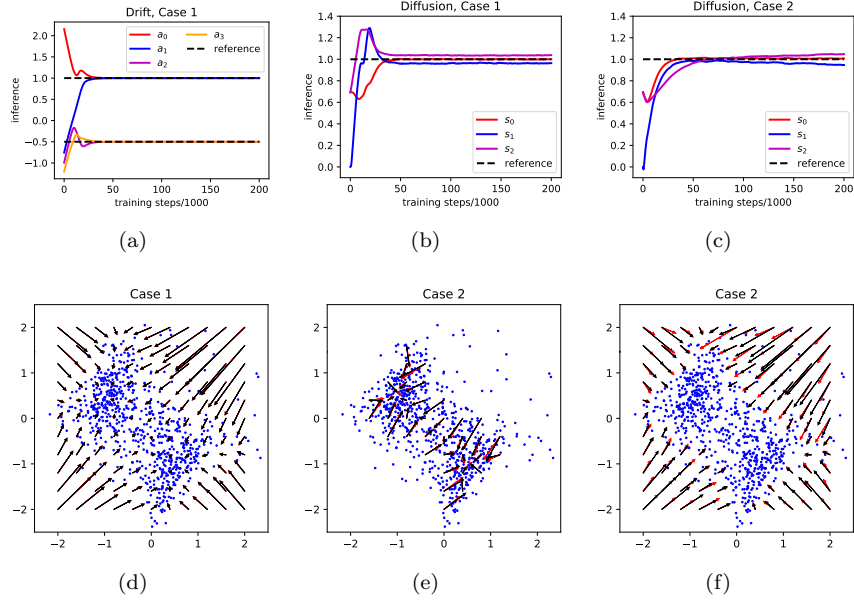 Drift, Case 1
inference
2.0
1.5
1.0
0.5
0.0
−0.5
−1.0
a0
a1
a2
a3
reference
0
50
100
150
200
training steps/1000
(a)
Diffusion, Case 1
inference
1.4
1.2
1.0
0.8
0.6
0.4
0.2
0.0
s0
s1
s2
reference
0
50
100
150
200
training steps/1000
(b)
Diffusion, Case 2
inference
1.4
1.2
1.0
0.8
0.6
0.4
0.2
0.0
s0
s1
s2
reference
0
50
100
150
200
training steps/1000
(c)
Case 1
2
1
0
−1
−2
−2
−1
0
1
2
(d)
Case 2
2
1
0
−1
−2
−2
−1
0
1
2
(e)
Case 2
2
1
0
−1
−2
−2
−1
0
1
2
(f)